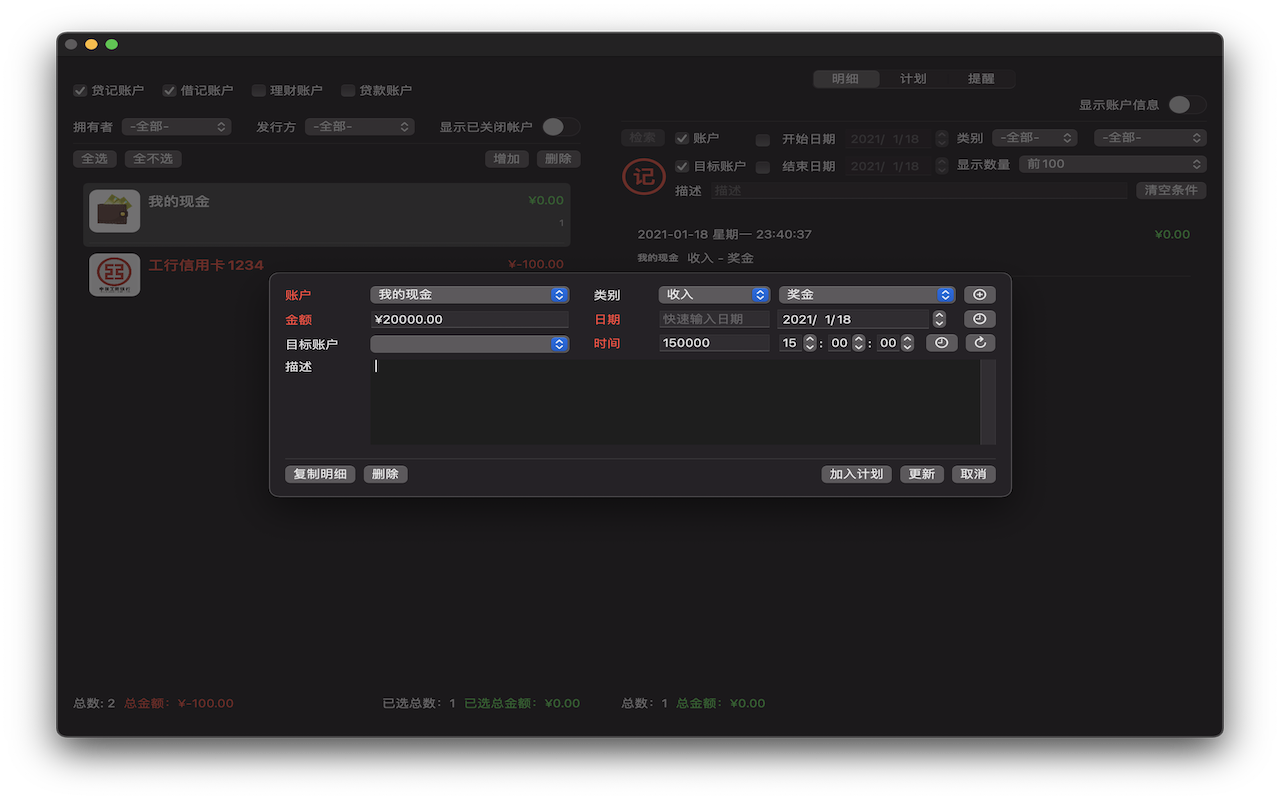 明细 计划 提醒
贷记账户 借记账户 理财账户 贷款账户
显示账户信息
拥有者 -全部- 发行方 -全部- 显示已关闭帐户
检索 账户 开始日期 2021/ 1/18 类别 -全部- -全部-
全选 全不选 增加 删除
记 目标账户 结束日期 2021/ 1/18 显示数量 前100
描述 描述 清空条件
我的现金 ¥0.00
1
2021-01-18 星期一 23:40:37 ¥0.00
我的现金 收入 - 奖金
工行信用卡1234 ¥-100.00
账户 我的现金 类别 收入 奖金
金额 ¥20000.00 日期 快速输入日期 2021/ 1/18
目标账户 时间 150000 15 : 00 : 00
描述
复制明细 删除 加入计划 更新 取消
总数: 2 总金额: ¥-100.00 已选总数: 1 已选总金额: ¥0.00 总数: 1 总金额: ¥0.00